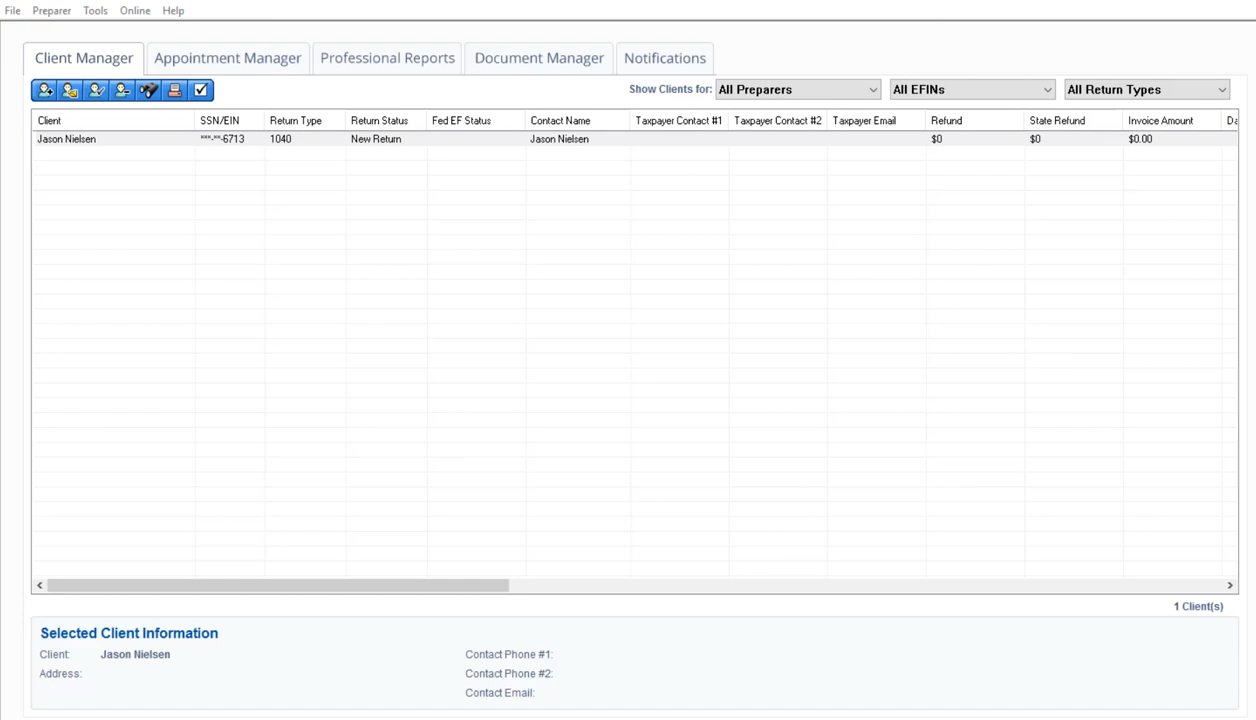 File Preparer Tools Online Help
Client Manager Appointment Manager Professional Reports Document Manager Notifications
Show Clients for: All Preparers All EFINs All Return Types
Client SSN/EIN Return Type Return Status Fed EF Status Contact Name Taxpayer Contact #1 Taxpayer Contact #2 Taxpayer Email Refund State Refund Invoice Amount
Jason Nielsen ***-**-6713 1040 New Return Jason Nielsen $0 $0 $0.00
1 Client(s)
Selected Client Information
Client: Jason Nielsen Contact Phone #1:
Address: Contact Phone #2:
Contact Email: